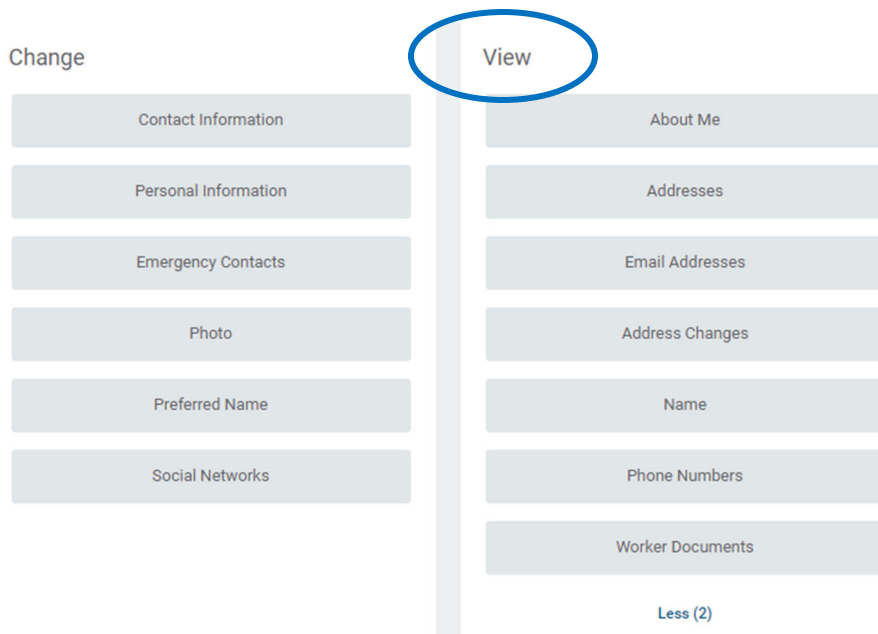 Change
Contact Information
Personal Information
Emergency Contacts
Photo
Preferred Name
Social Networks
View
About Me
Addresses
Email Addresses
Address Changes
Name
Phone Numbers
Worker Documents
Less (2)